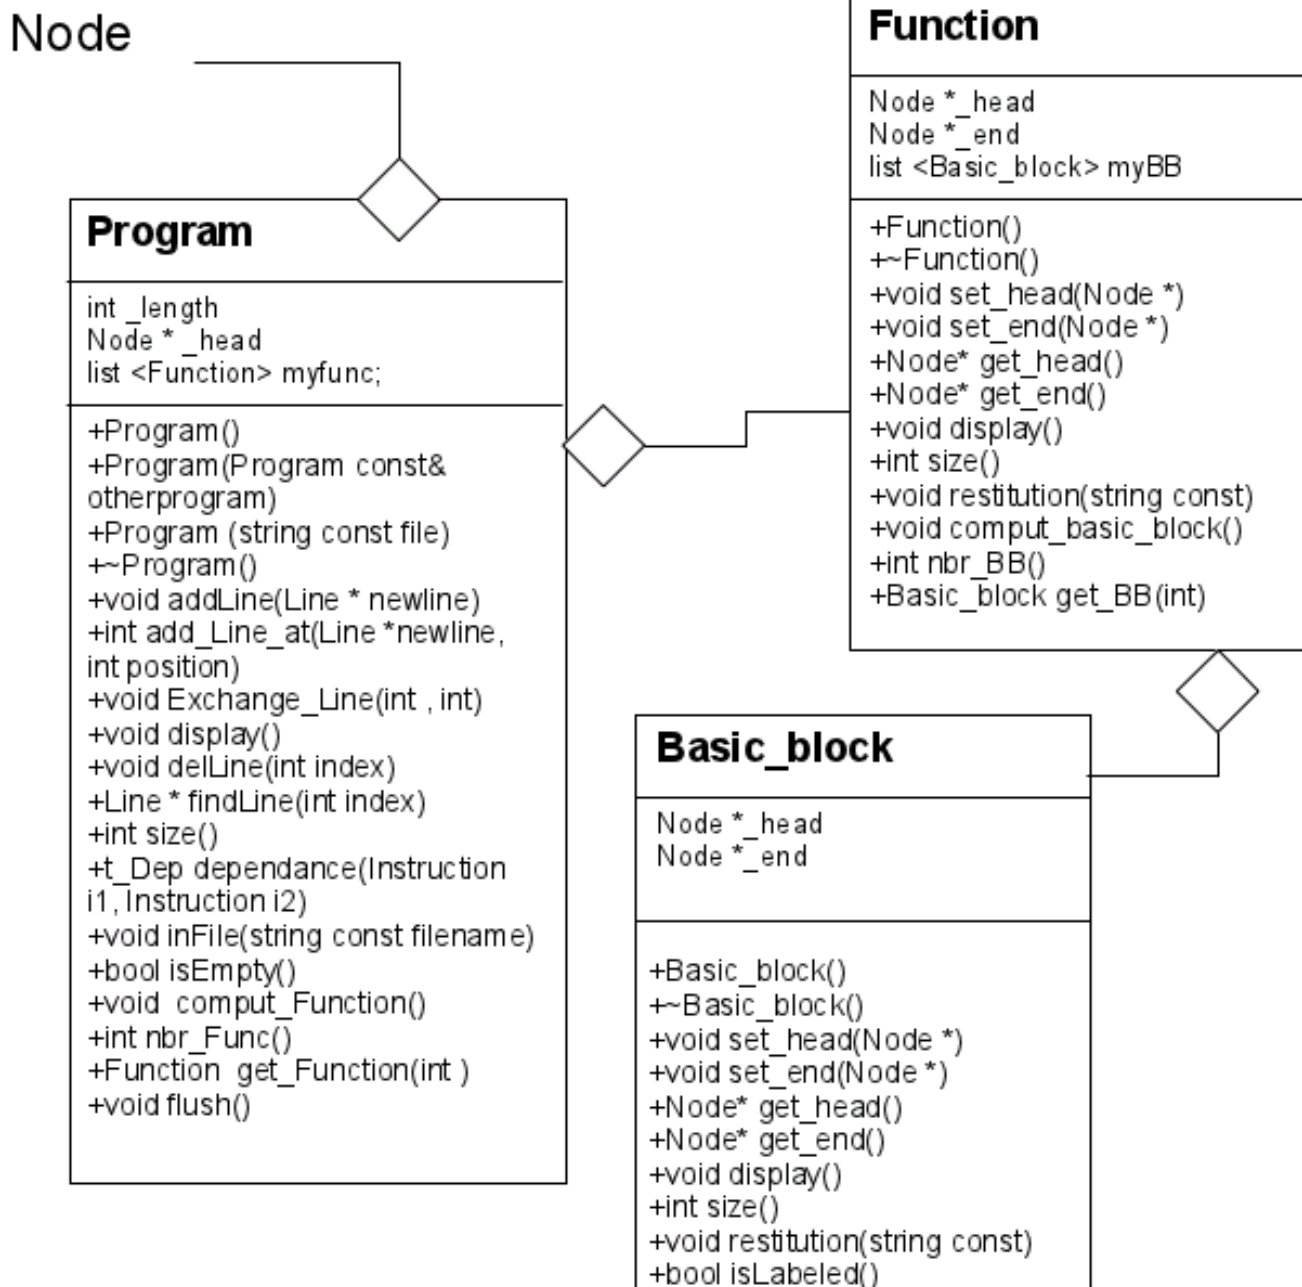 Node
Program
int _length
Node * _head
list <Function> myfunc;
+Program()
+Program(Program const&
otherprogram)
+Program (string const file)
+~Program()
+void addLine(Line * newline)
+int add_Line_at(Line *newline,
int position)
+void Exchange_Line(int , int)
+void display()
+void delLine(int index)
+Line * findLine(int index)
+int size()
+t_Dep dependance(Instruction
i1, Instruction i2)
+void inFile(string const filename)
+bool isEmpty()
+void  comput_Function()
+int nbr_Func()
+Function  get_Function(int )
+void flush()
Function
Node *_head
Node *_end
list <Basic_block> myBB
+Function()
+~Function()
+void set_head(Node *)
+void set_end(Node *)
+Node* get_head()
+Node* get_end()
+void display()
+int size()
+void restitution(string const)
+void comput_basic_block()
+int nbr_BB()
+Basic_block get_BB(int)
Basic_block
Node *_head
Node *_end
+Basic_block()
+~Basic_block()
+void set_head(Node *)
+void set_end(Node *)
+Node* get_head()
+Node* get_end()
+void display()
+int size()
+void restitution(string const)
+bool isLabeled()